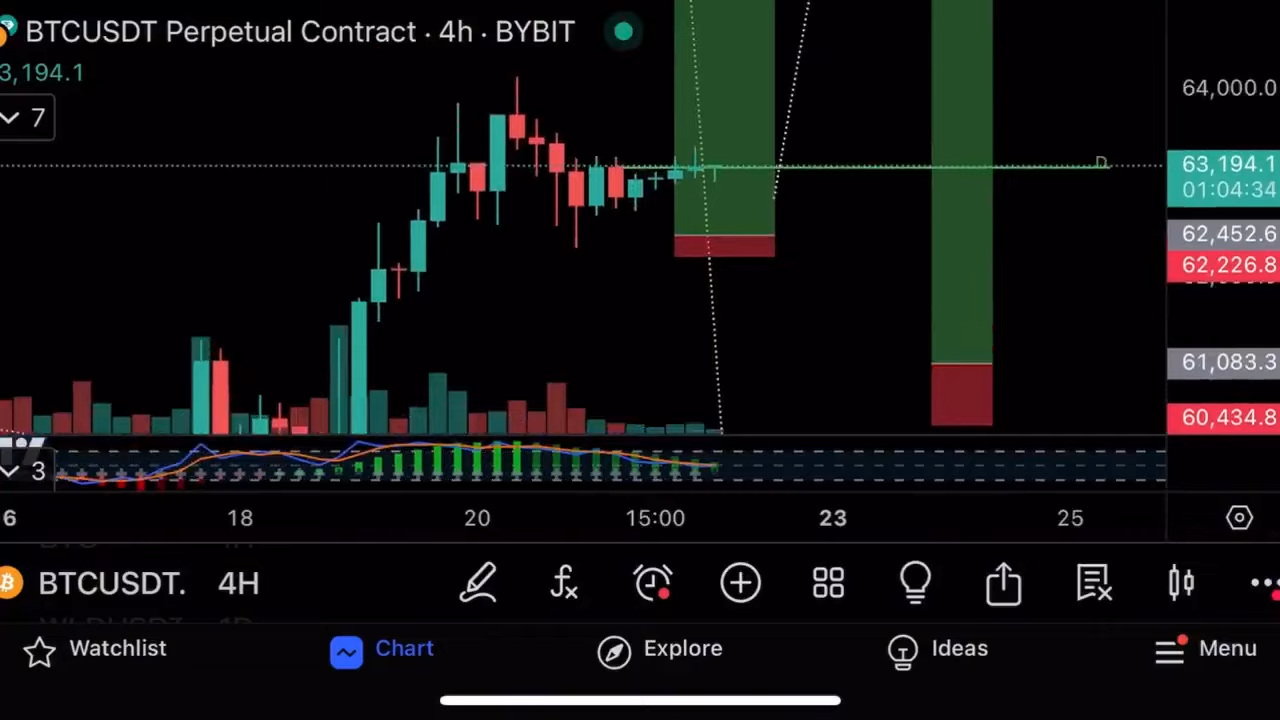 BTCUSDT Perpetual Contract · 4h · BYBIT
3,194.1
7
64,000.0
D
63,194.1
01:04:34
62,452.6
62,226.8
61,083.3
60,434.8
3
6 18 20 15:00 23 25
BTCUSDT. 4H
Watchlist Chart Explore Ideas Menu